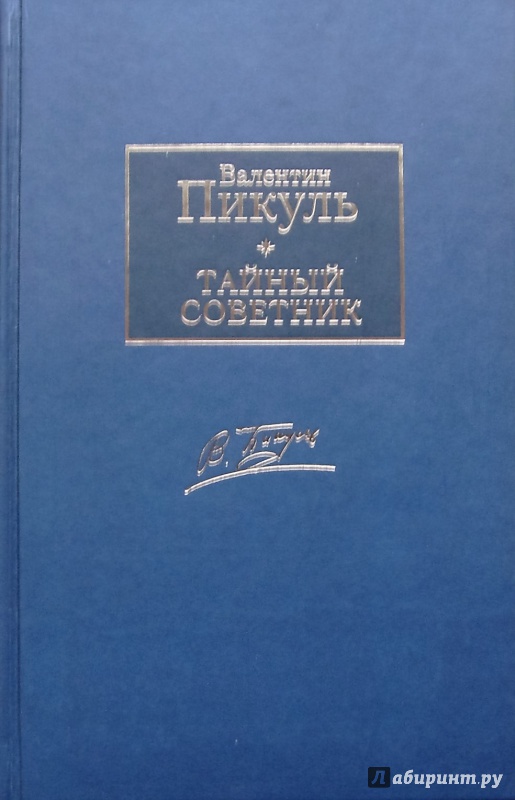 Валентин
Пикуль
ТАЙНЫЙ
СОВЕТНИК
Лабиринт.ру